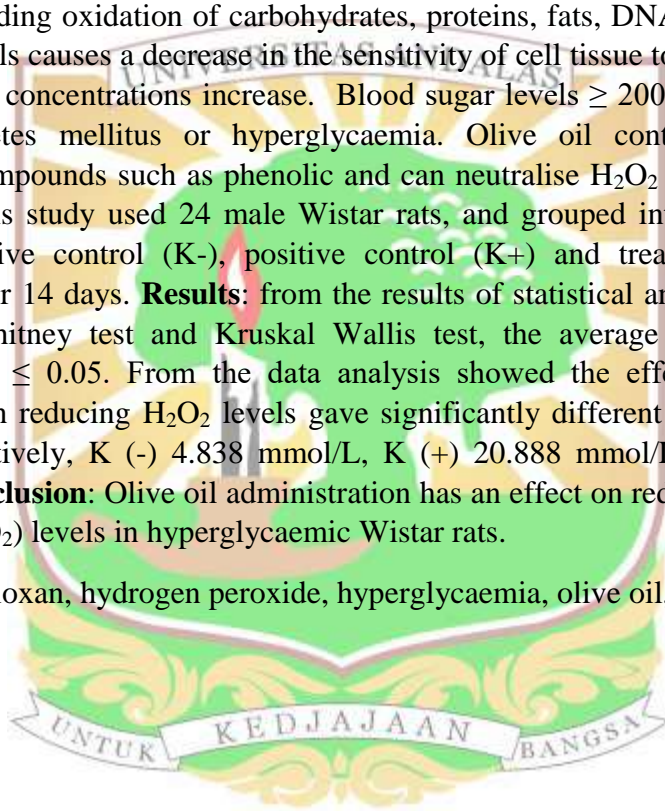 ding oxidation of carbohydrates, proteins, fats, DNA
ls causes a decrease in the sensitivity of cell tissue to
concentrations increase. Blood sugar levels ≥ 200
etes mellitus or hyperglycaemia. Olive oil cont
mpounds such as phenolic and can neutralise H₂O₂
is study used 24 male Wistar rats, and grouped in
ive control (K-), positive control (K+) and trea
r 14 days. Results: from the results of statistical an
hitney test and Kruskal Wallis test, the average
≤ 0.05. From the data analysis showed the eff
n reducing H₂O₂ levels gave significantly different
tively, K (-) 4.838 mmol/L, K (+) 20.888 mmol/
clusion: Olive oil administration has an effect on red
O₂) levels in hyperglycaemic Wistar rats.
loxan, hydrogen peroxide, hyperglycaemia, olive oil.
UNIVERSITAS ANDALAS
UNTUK KEDJAJAAN BANGSA